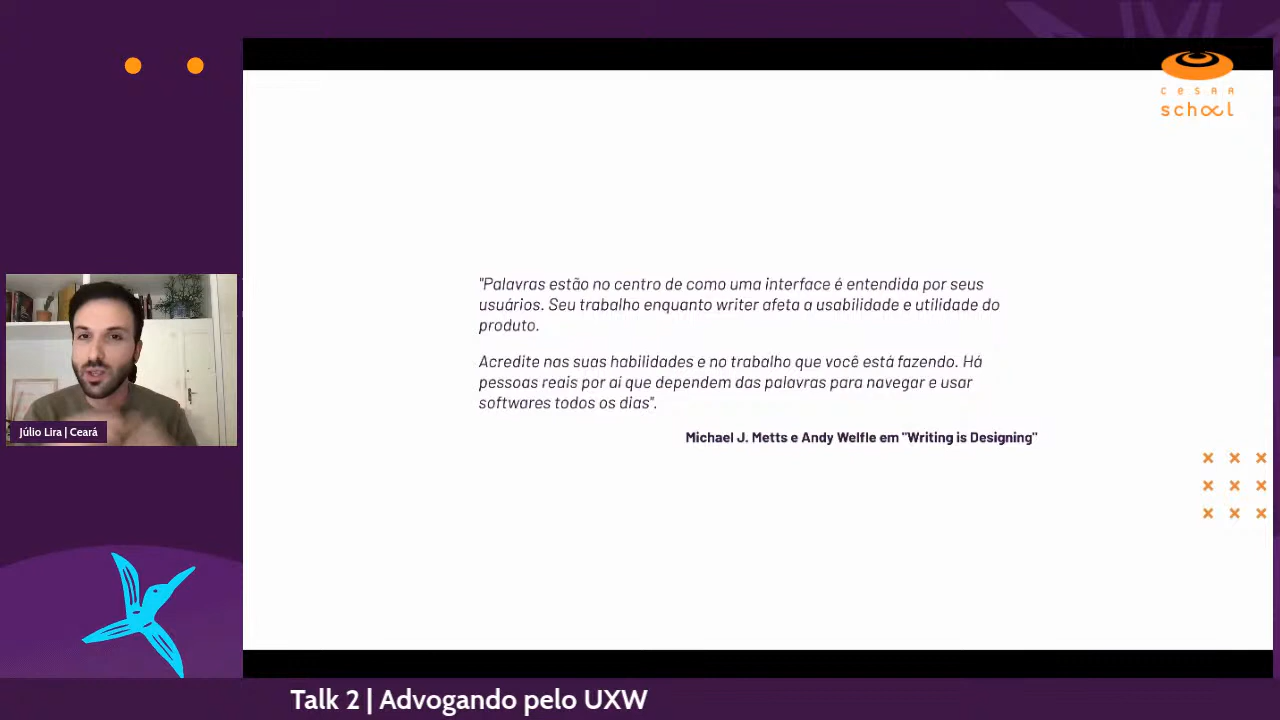 cesar
school
"Palavras estão no centro de como uma interface é entendida por seus
usuários. Seu trabalho enquanto writer afeta a usabilidade e utilidade do
produto.
Acredite nas suas habilidades e no trabalho que você está fazendo. Há
pessoas reais por aí que dependem das palavras para navegar e usar
softwares todos os dias".
Michael J. Metts e Andy Welfle em "Writing is Designing"
Júlio Lira | Ceará
Talk 2 | Advogando pelo UXW